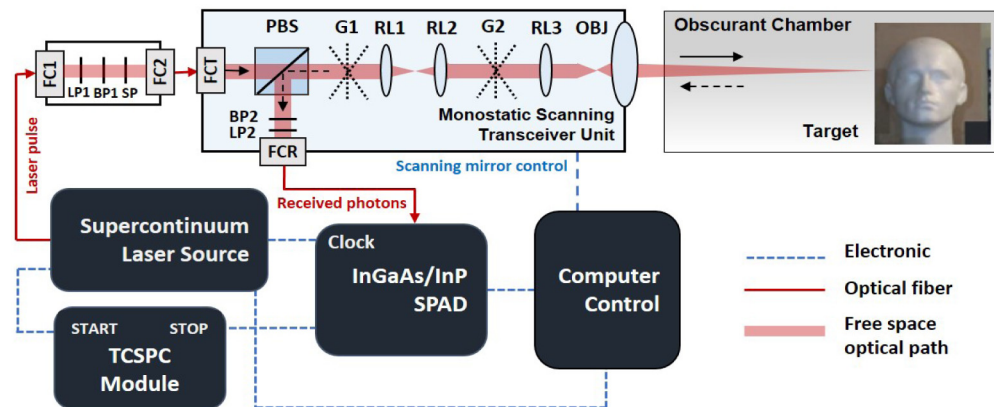 PBS
G1
RL1
RL2
G2
RL3
OBJ
Obscurant Chamber
FC1
LP1
BP1
SP
FC2
FCT
BP2
LP2
FCR
Monostatic Scanning
Transceiver Unit
Target
Laser pulse
Scanning mirror control
Received photons
Supercontinuum
Laser Source
Clock
InGaAs/InP
SPAD
Computer
Control
START
STOP
TCSPC
Module
Electronic
Optical fiber
Free space
optical path